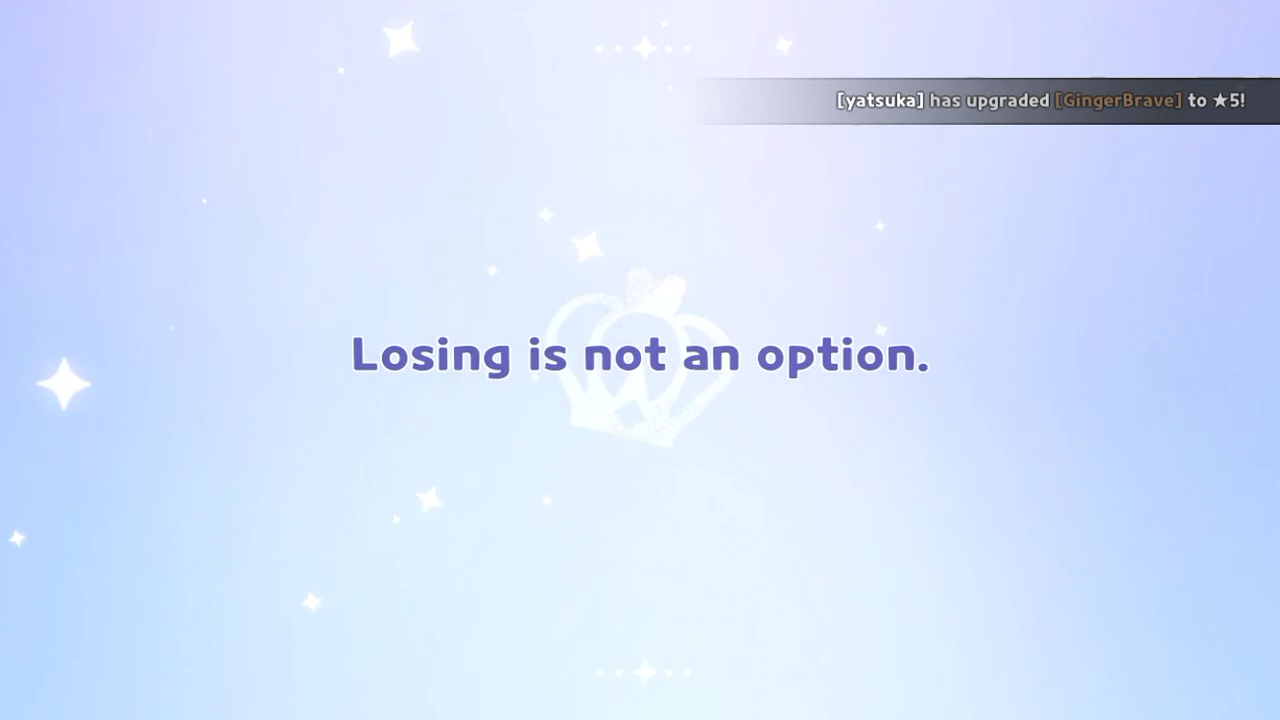 [yatsuka] has upgraded [GingerBrave] to ★5!
Losing is not an option.